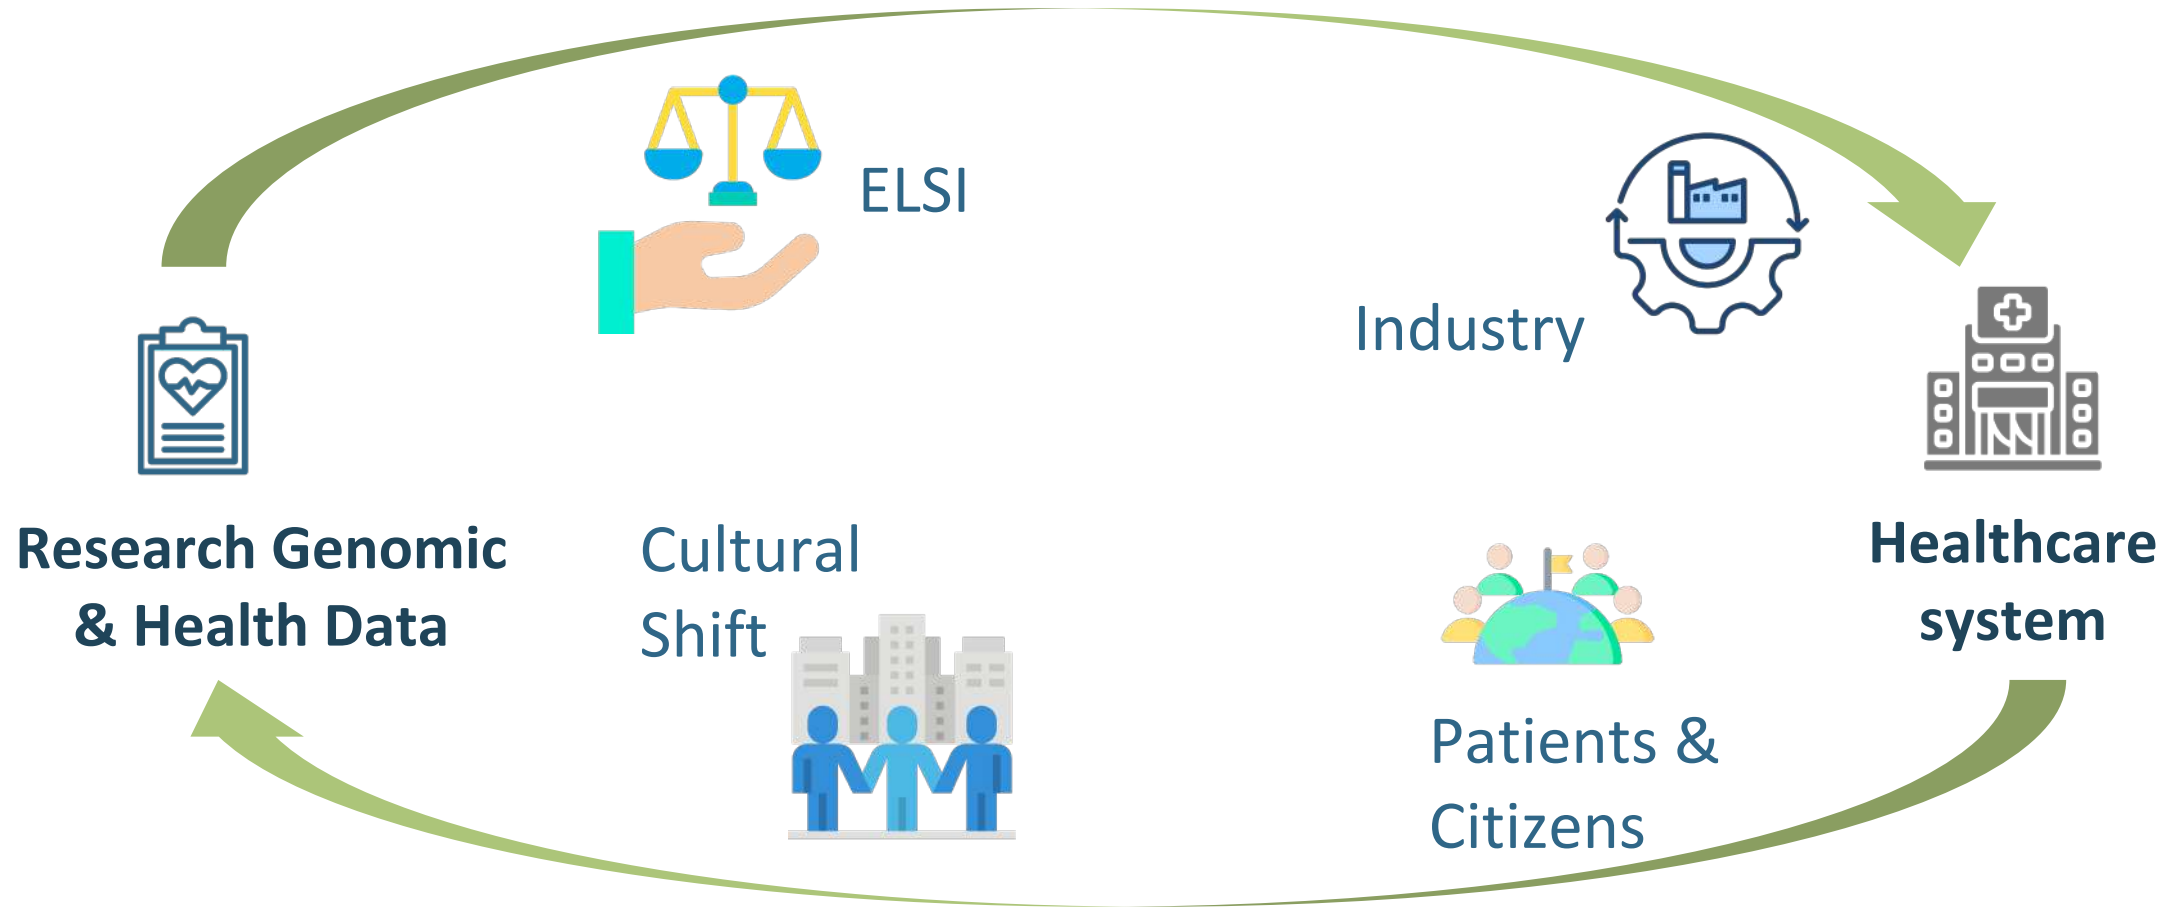 ELSI
Industry
Research Genomic
& Health Data
Cultural
Shift
Healthcare
system
Patients &
Citizens